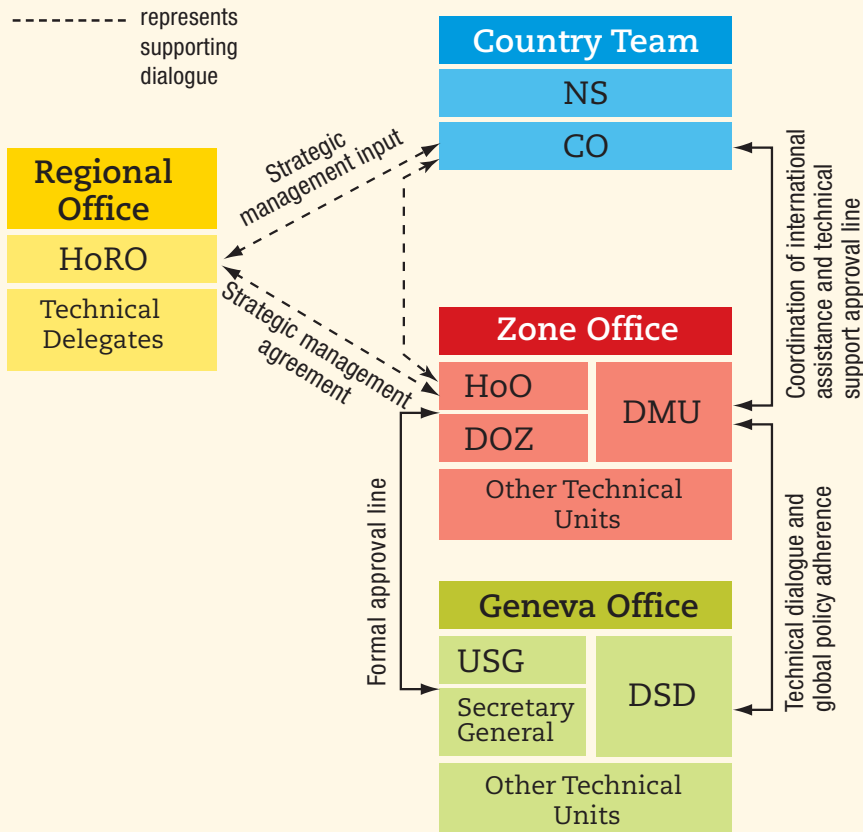 represents
supporting
dialogue
Country Team
NS
CO
Strategic
management input
Regional
Office
HoRO
Technical
Delegates
Strategic management
agreement
Coordination of international
assistance and technical
support approval line
Zone Office
HoO
DOZ
DMU
Other Technical
Units
Formal approval line
Technical dialogue and
global policy adherence
Geneva Office
USG
Secretary
General
DSD
Other Technical
Units